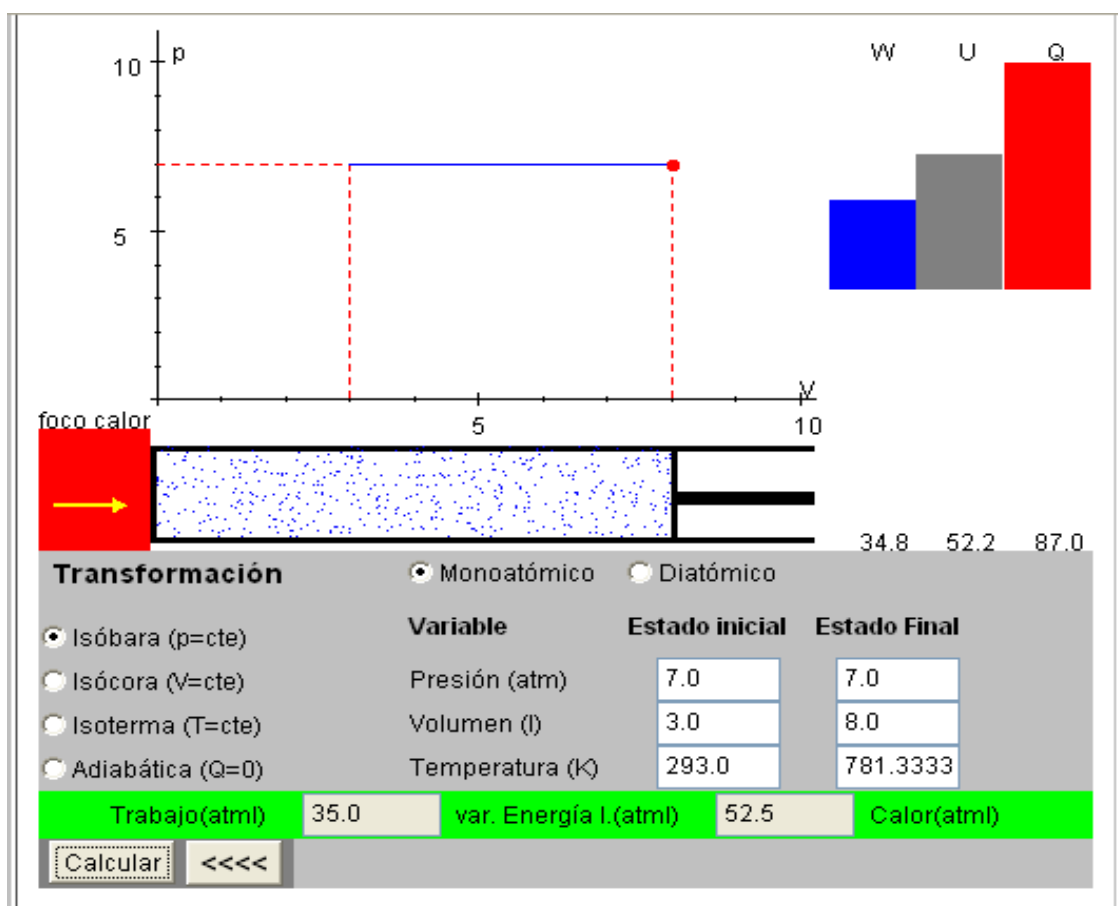 W U Q
p
10
5
V
foco calor
5 10
34.8 52.2 87.0
Transformación
Monoatómico Diatómico
Variable Estado inicial Estado Final
Isóbara (p=cte)
Presión (atm) 7.0 7.0
Isócora (V=cte)
Volumen (l) 3.0 8.0
Isoterma (T=cte)
Temperatura (K) 293.0 781.3333
Adiabática (Q=0)
Trabajo(atml) 35.0 var. Energía I.(atml) 52.5 Calor(atml)
Calcular <<<<